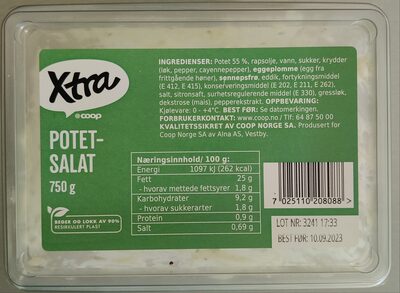 X-tra
coop
POTET-
SALAT
750 g
BEGER OG LOKK AV 90%
RESIRKULERT PLAST
INGREDIENSER: Potet 55 %, rapsolje, vann, sukker, krydder
(løk, pepper, cayennepepper), eggeplomme (egg fra
frittgående høner), sennepsfrø, eddik, fortykningsmiddel
(E 412, E 415), konserveringsmiddel (E 202, E 211, E 262),
salt, sitronsaft, surhetsregulerende middel (E 330), gressløk,
dekstrose (mais), pepperekstrakt. OPPBEVARING:
Kjølevare: 0 - +4°C. BEST FØR: Se datomerkingen.
FORBRUKERKONTAKT: www.coop.no / Tlf: 64 87 50 00
KVALITETSSIKRET AV COOP NORGE SA. Produsert for
Coop Norge SA av Alna AS, Vestby.
Næringsinnhold/ 100 g:
Energi 1097 kJ (262 kcal)
Fett 25 g
- hvorav mettede fettsyrer 1,8 g
Karbohydrater 9,2 g
- hvorav sukkerarter 1,8 g
Protein 0,9 g
Salt 0,69 g
7 025110 208088 >
LOT NR: 3241 17:33
BEST FØR: 10.09.2023